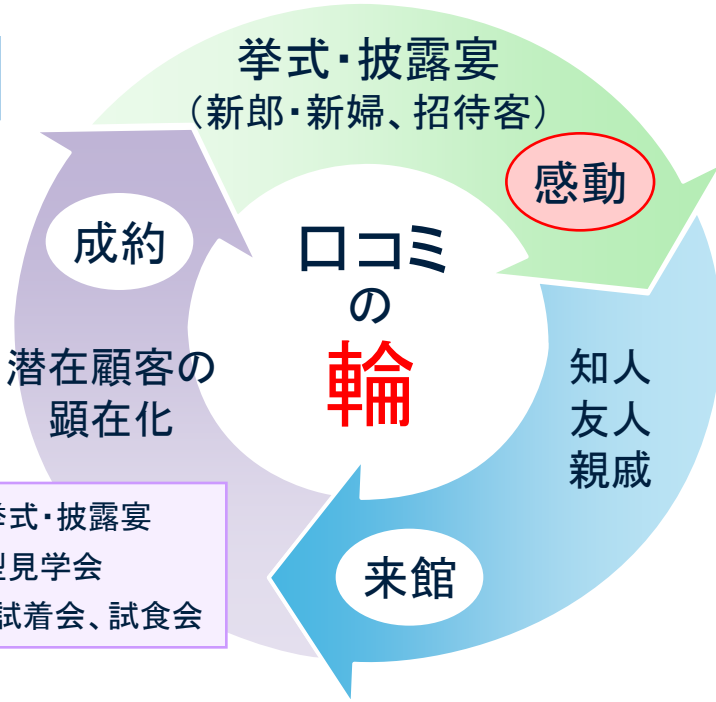 挙式・披露宴
（新郎・新婦、招待客）
感動
口コミ
の
輪
成約
潜在顧客の
顕在化
知人
友人
親戚
来館
式・披露宴
見学会
試着会、試食会